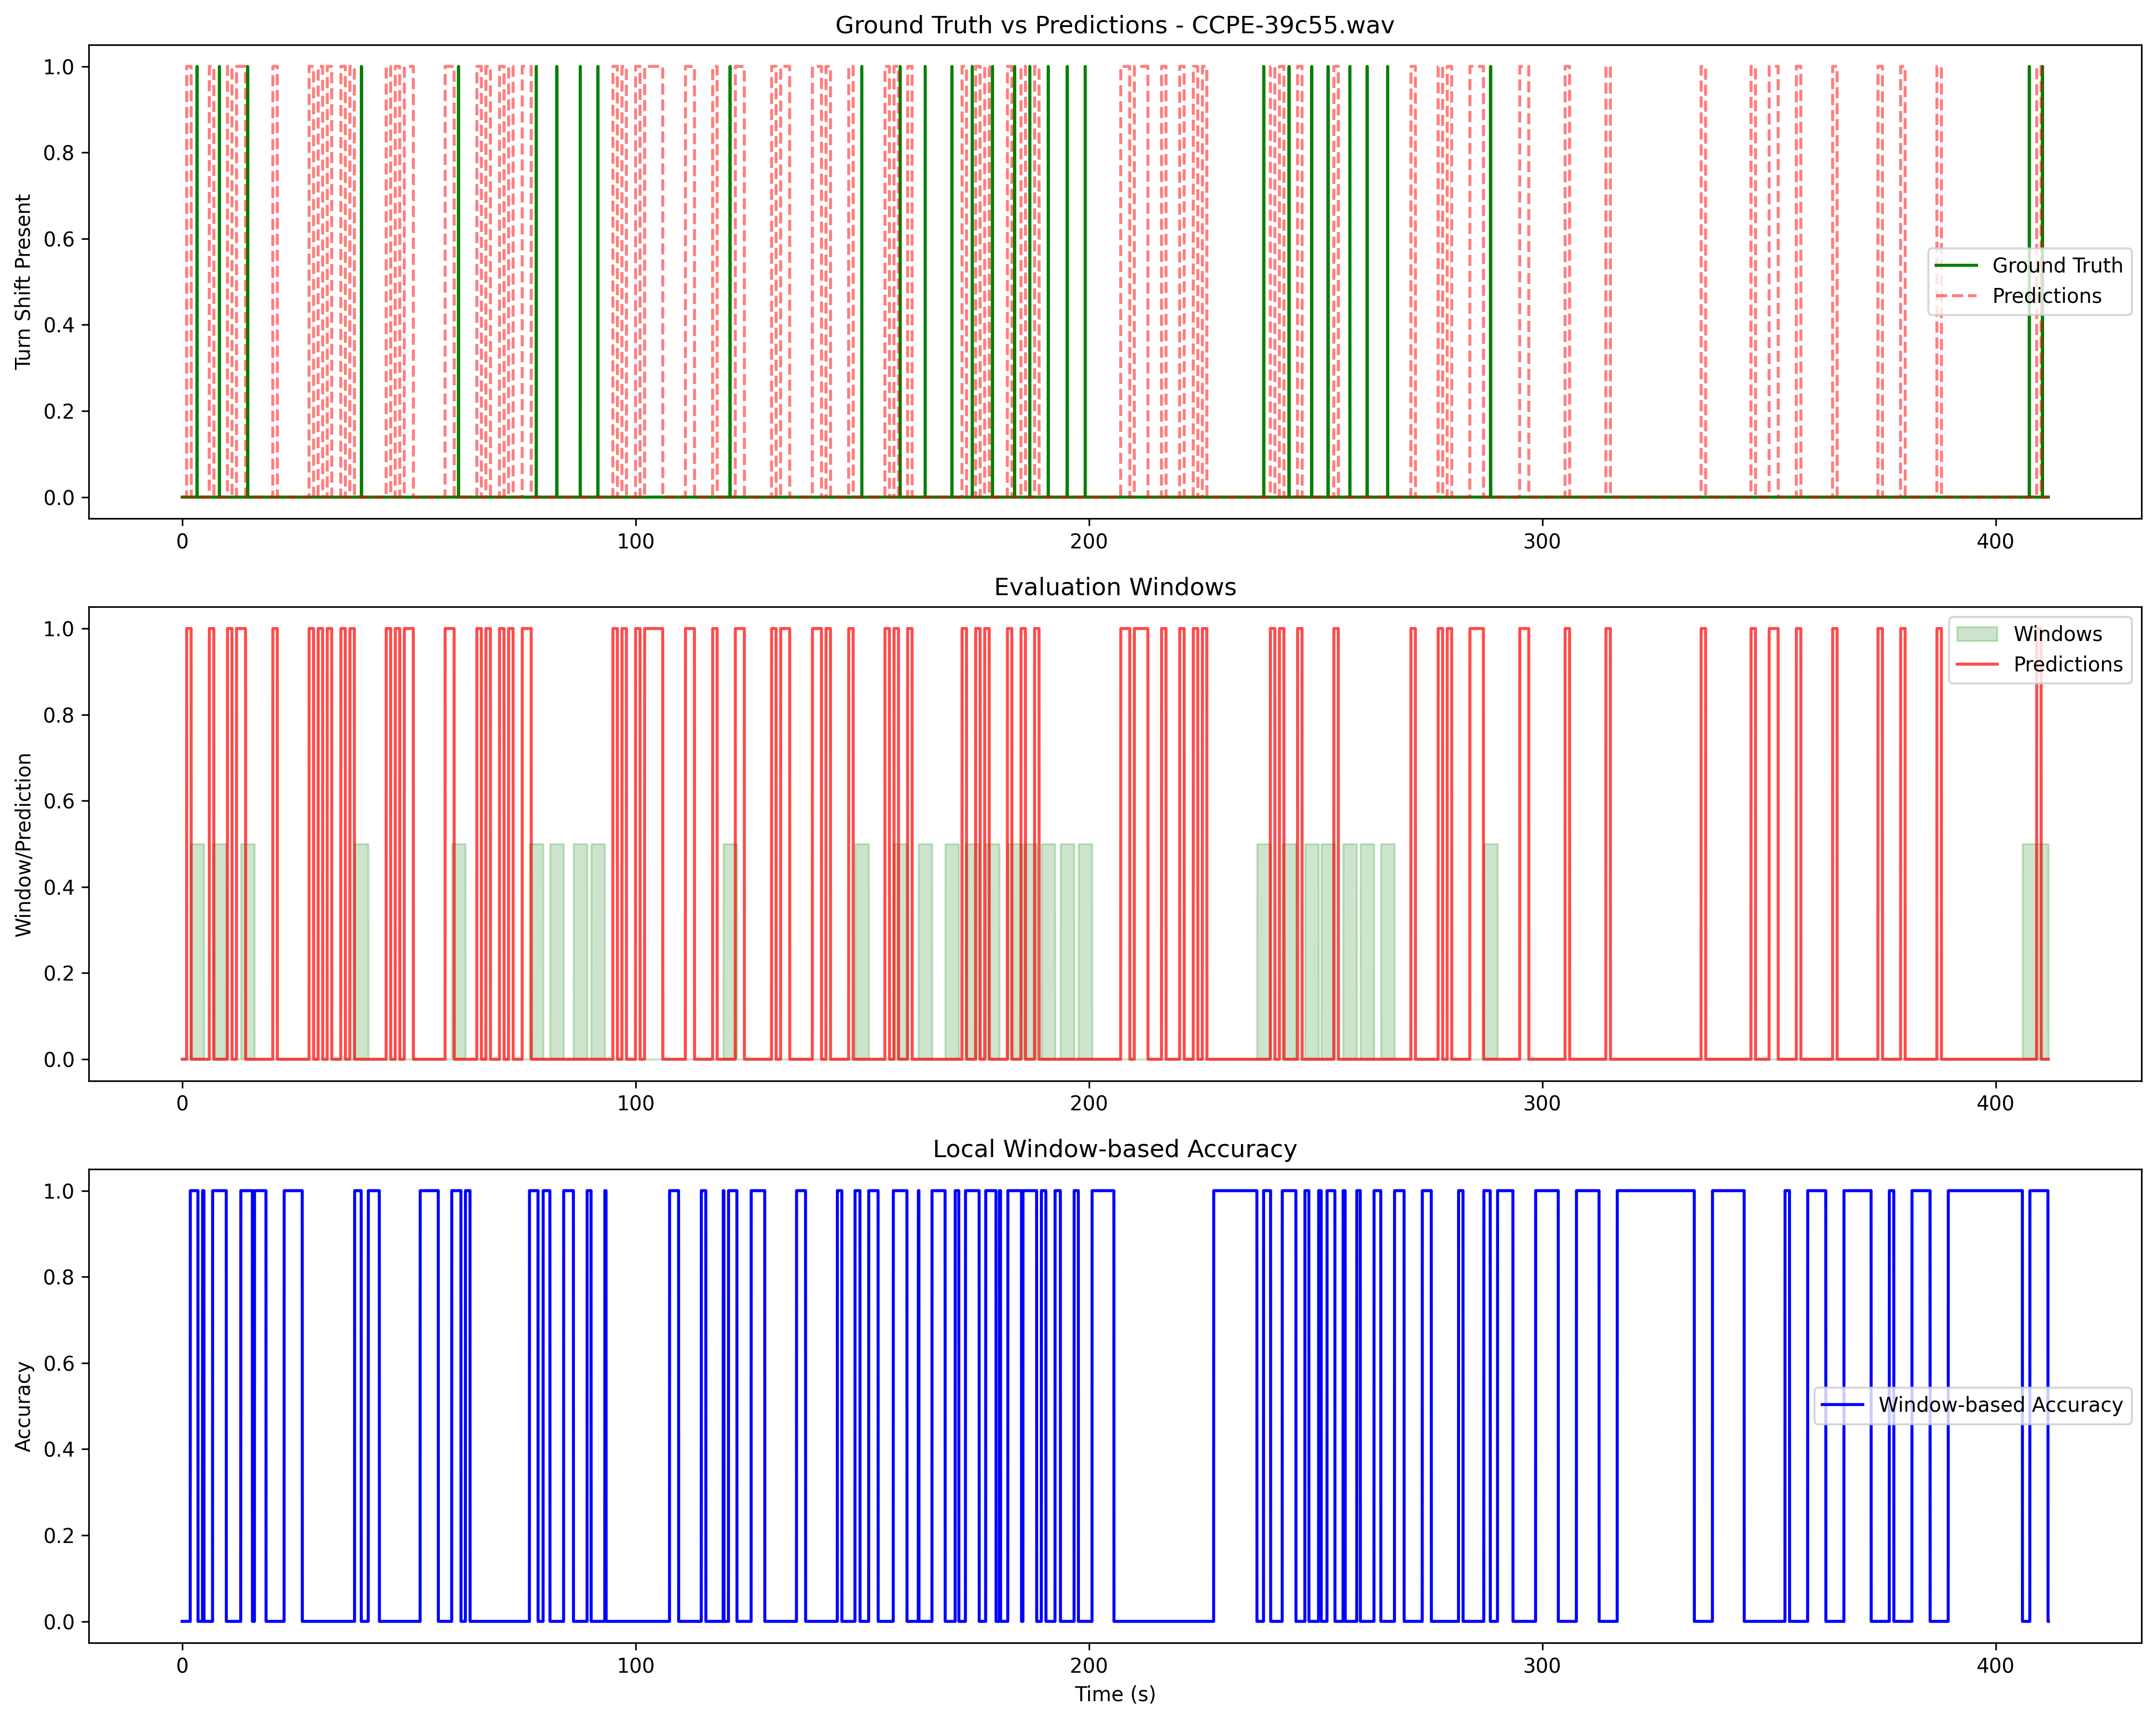 Ground Truth vs Predictions - CCPE-39c55.wav
1.0
0.8
0.6
0.4
0.2
0.0
Turn Shift Present
Ground Truth
Predictions
0 100 200 300 400
Evaluation Windows
1.0
0.8
0.6
0.4
0.2
0.0
Window/Prediction
Windows
Predictions
0 100 200 300 400
Local Window-based Accuracy
1.0
0.8
0.6
0.4
0.2
0.0
Accuracy
Window-based Accuracy
0 100 200 300 400
Time (s)